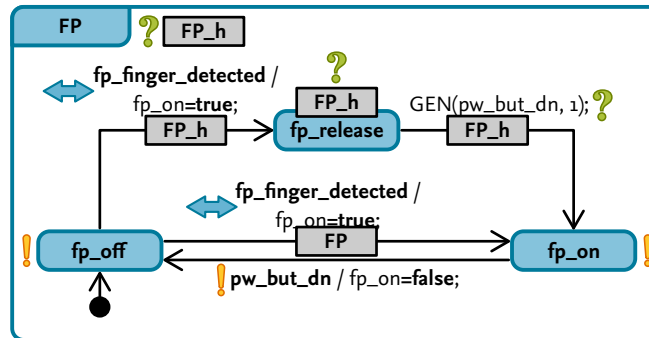 FP
? FP_h
fp_finger_detected /
fp_on=true;
?
FP_h
FP_h
fp_release
GEN(pw_but_dn, 1); ?
FP_h
fp_finger_detected /
fp_on=true;
FP
! fp_off
fp_on !
! pw_but_dn / fp_on=false;